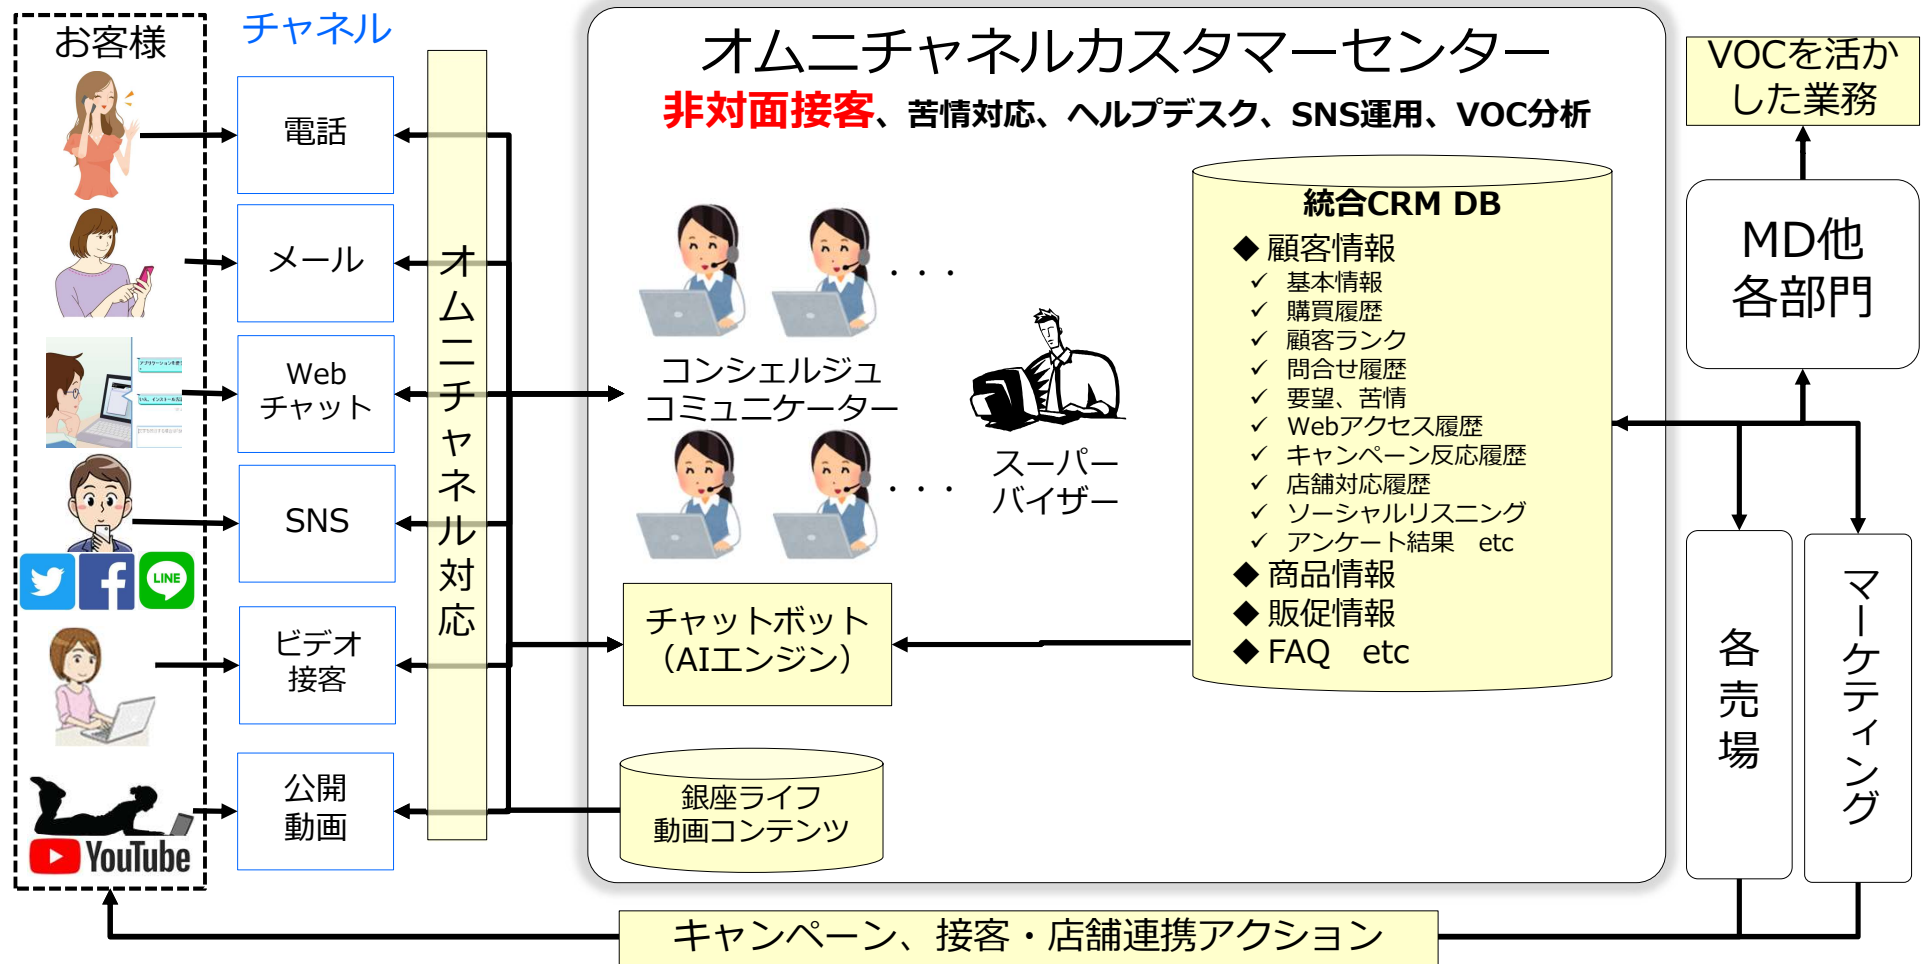 お客様
チャネル
電話
メール
Web
チャット
SNS
LINE
ビデオ
接客
公開
動画
YouTube
オムニチャネル対応
オムニチャネルカスタマーセンター
非対面接客、苦情対応、ヘルプデスク、SNS運用、VOC分析
・・・
コンシェルジュ
コミュニケーター
・・・
スーパー
バイザー
チャットボット
（AIエンジン）
銀座ライフ
動画コンテンツ
統合CRM DB
◆ 顧客情報
✓ 基本情報
✓ 購買履歴
✓ 顧客ランク
✓ 問合せ履歴
✓ 要望、苦情
✓ Webアクセス履歴
✓ キャンペーン反応履歴
✓ 店舗対応履歴
✓ ソーシャルリスニング
✓ アンケート結果　etc
◆ 商品情報
◆ 販促情報
◆ FAQ　etc
VOCを活か
した業務
MD他
各部門
各売場
マーケティング
キャンペーン、接客・店舗連携アクション